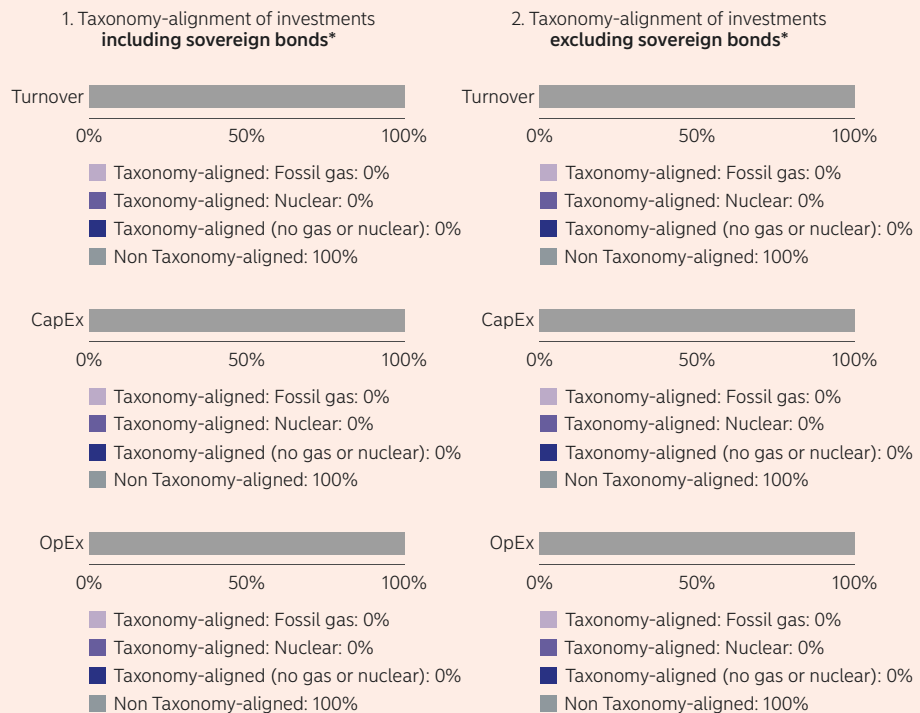 1. Taxonomy-alignment of investments
including sovereign bonds*
Turnover
0% 50% 100%
Taxonomy-aligned: Fossil gas: 0%
Taxonomy-aligned: Nuclear: 0%
Taxonomy-aligned (no gas or nuclear): 0%
Non Taxonomy-aligned: 100%
CapEx
0% 50% 100%
Taxonomy-aligned: Fossil gas: 0%
Taxonomy-aligned: Nuclear: 0%
Taxonomy-aligned (no gas or nuclear): 0%
Non Taxonomy-aligned: 100%
OpEx
0% 50% 100%
Taxonomy-aligned: Fossil gas: 0%
Taxonomy-aligned: Nuclear: 0%
Taxonomy-aligned (no gas or nuclear): 0%
Non Taxonomy-aligned: 100%
2. Taxonomy-alignment of investments
excluding sovereign bonds*
Turnover
0% 50% 100%
Taxonomy-aligned: Fossil gas: 0%
Taxonomy-aligned: Nuclear: 0%
Taxonomy-aligned (no gas or nuclear): 0%
Non Taxonomy-aligned: 100%
CapEx
0% 50% 100%
Taxonomy-aligned: Fossil gas: 0%
Taxonomy-aligned: Nuclear: 0%
Taxonomy-aligned (no gas or nuclear): 0%
Non Taxonomy-aligned: 100%
OpEx
0% 50% 100%
Taxonomy-aligned: Fossil gas: 0%
Taxonomy-aligned: Nuclear: 0%
Taxonomy-aligned (no gas or nuclear): 0%
Non Taxonomy-aligned: 100%